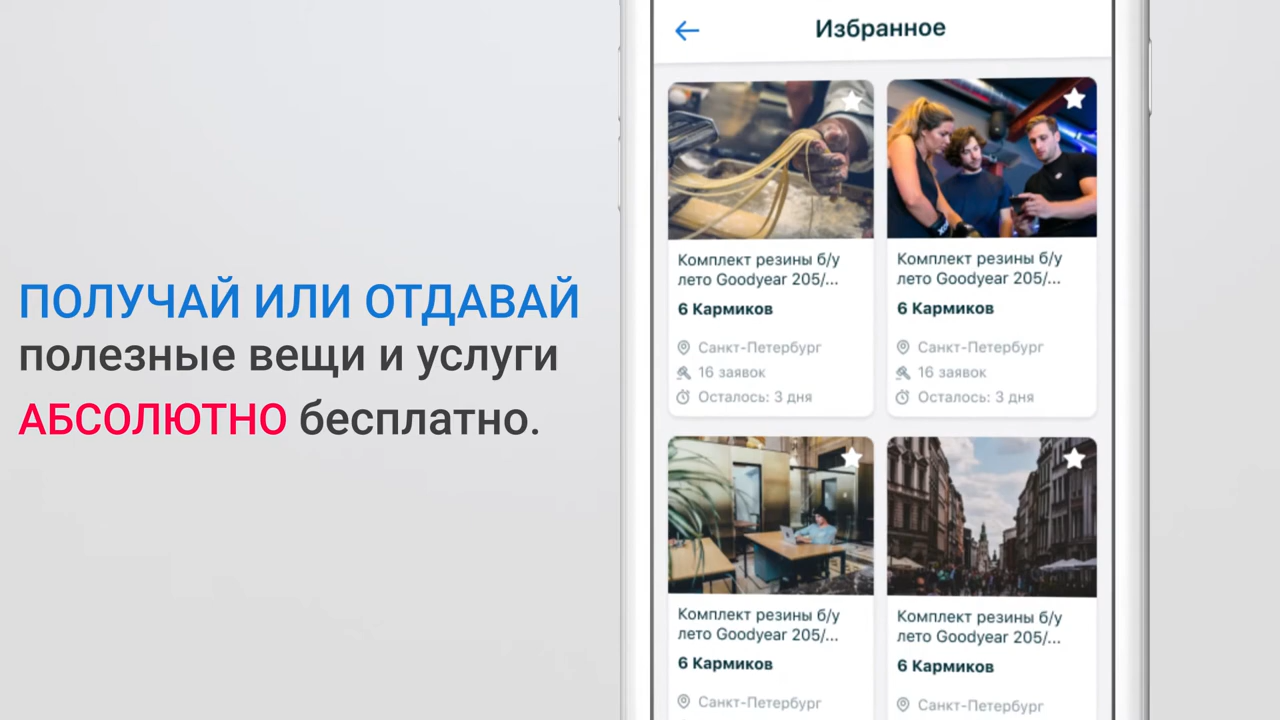 ПОЛУЧАЙ ИЛИ ОТДАВАЙ
полезные вещи и услуги
АБСОЛЮТНО бесплатно.
Избранное
Комплект резины б/у
лето Goodyear 205/...
6 Кармиков
Санкт-Петербург
16 заявок
Осталось: 3 дня
Комплект резины б/у
лето Goodyear 205/...
6 Кармиков
Санкт-Петербург
16 заявок
Осталось: 3 дня
Комплект резины б/у
лето Goodyear 205/...
6 Кармиков
Санкт-Петербург
Комплект резины б/у
лето Goodyear 205/...
6 Кармиков
Санкт-Петербург